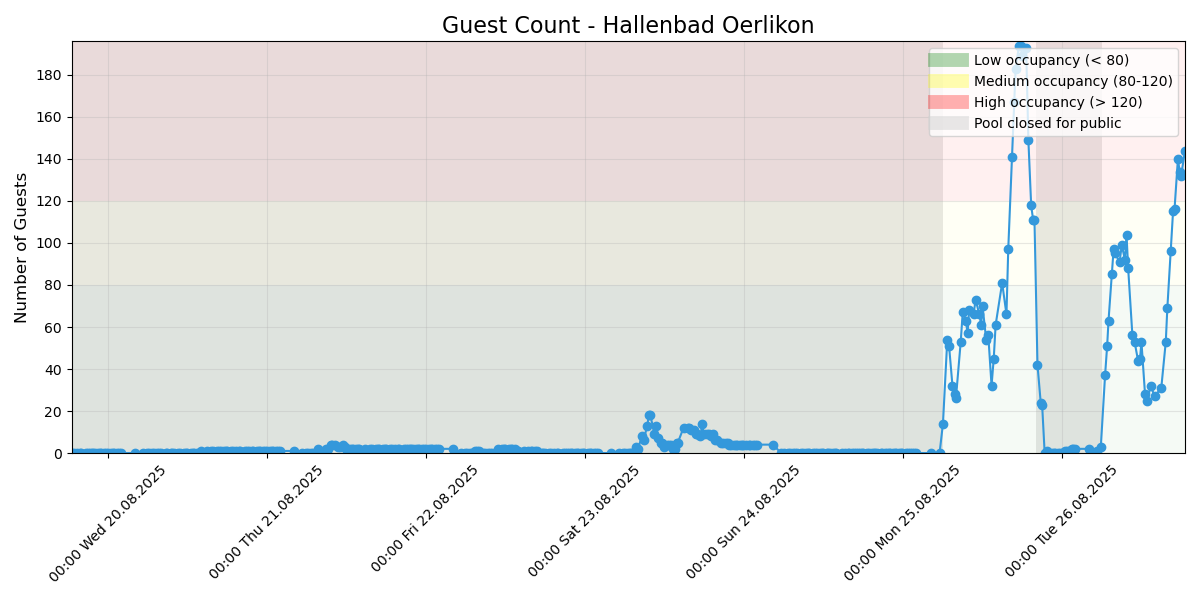 Guest Count - Hallenbad Oerlikon
Low occupancy (< 80)
Medium occupancy (80-120)
High occupancy (> 120)
Pool closed for public
Number of Guests
180
160
140
120
100
80
60
40
20
0
00:00 Wed 20.08.2025
00:00 Thu 21.08.2025
00:00 Fri 22.08.2025
00:00 Sat 23.08.2025
00:00 Sun 24.08.2025
00:00 Mon 25.08.2025
00:00 Tue 26.08.2025